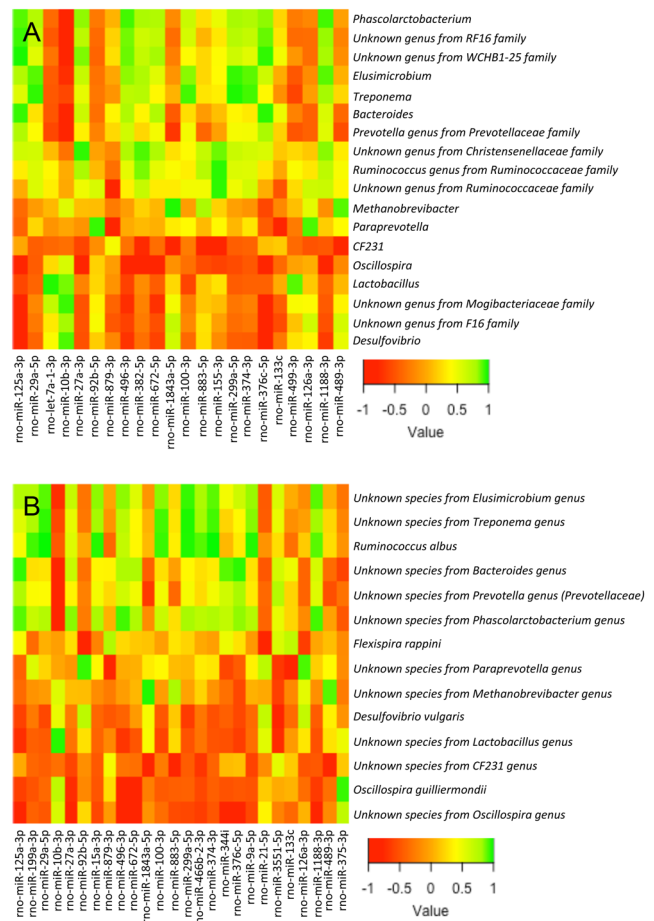 A
Phascolarctobacterium
Unknown genus from RF16 family
Unknown genus from WCHB1-25 family
Elusimicrobium
Treponema
Bacteroides
Prevotella genus from Prevotellaceae family
Unknown genus from Christensenellaceae family
Ruminococcus genus from Ruminococcaceae family
Unknown genus from Ruminococcaceae family
Methanobrevibacter
Paraprevotella
CF231
Oscillospira
Lactobacillus
Unknown genus from Mogibacteriaceae family
Unknown genus from F16 family
Desulfovibrio
rno-miR-125a-3p
rno-miR-29a-5p
rno-let-7a-1-3p
rno-miR-10b-3p
rno-miR-27a-3p
rno-miR-92b-5p
rno-miR-879-3p
rno-miR-496-3p
rno-miR-382-5p
rno-miR-672-5p
rno-miR-1843a-5p
rno-miR-100-3p
rno-miR-883-5p
rno-miR-155-3p
rno-miR-299a-5p
rno-miR-374-3p
rno-miR-376c-5p
rno-miR-133c
rno-miR-499-3p
rno-miR-126a-3p
rno-miR-1188-3p
rno-miR-489-3p
-1 -0.5 0 0.5 1
Value
B
Unknown species from Elusimicrobium genus
Unknown species from Treponema genus
Ruminococcus albus
Unknown species from Bacteroides genus
Unknown species from Prevotella genus (Prevotellaceae)
Unknown species from Phascolarctobacterium genus
Flexispira rappini
Unknown species from Paraprevotella genus
Unknown species from Methanobrevibacter genus
Desulfovibrio vulgaris
Unknown species from Lactobacillus genus
Unknown species from CF231 genus
Oscillospira guilliermondii
Unknown species from Oscillospira genus
rno-miR-125a-3p
rno-miR-199a-3p
rno-miR-29a-5p
rno-miR-10b-3p
rno-miR-27a-3p
rno-miR-92b-5p
rno-miR-15a-3p
rno-miR-879-3p
rno-miR-496-3p
rno-miR-672-5p
rno-miR-1843a-5p
rno-miR-100-3p
rno-miR-883-5p
rno-miR-299a-5p
no-miR-466b-2-3p
rno-miR-374-3p
rno-miR-344i
rno-miR-376c-5p
rno-miR-9a-5p
rno-miR-21-5p
rno-miR-3551-5p
rno-miR-133c
rno-miR-126a-3p
rno-miR-1188-3p
rno-miR-489-3p
rno-miR-375-3p
-1 -0.5 0 0.5 1
Value